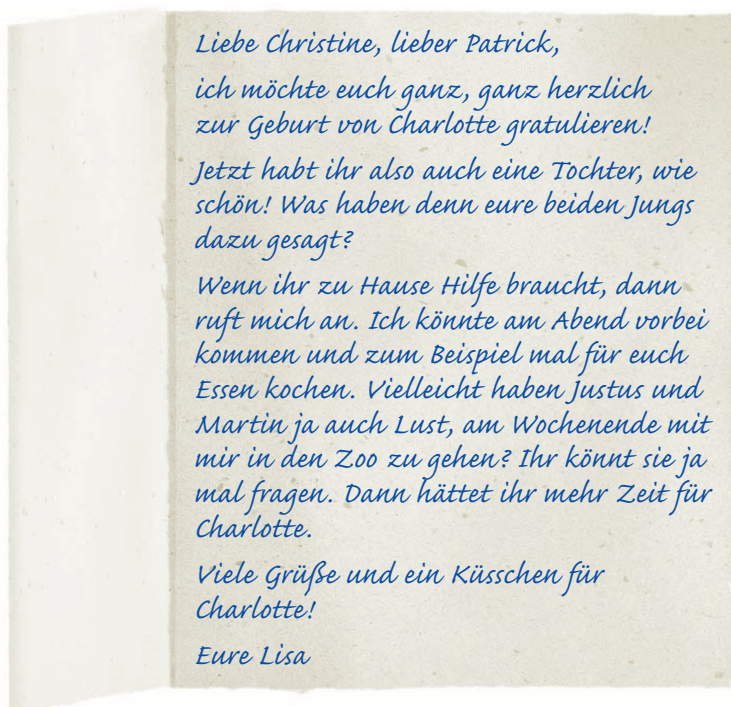 Liebe Christine, lieber Patrick,
ich möchte euch ganz, ganz herzlich
zur Geburt von Charlotte gratulieren!
Jetzt habt ihr also auch eine Tochter, wie
schön! Was haben denn eure beiden Jungs
dazu gesagt?
Wenn ihr zu Hause Hilfe braucht, dann
ruft mich an. Ich könnte am Abend vorbei
kommen und zum Beispiel mal für euch
Essen kochen. Vielleicht haben Justus und
Martin ja auch Lust, am Wochenende mit
mir in den Zoo zu gehen? Ihr könnt sie ja
mal fragen. Dann hättet ihr mehr Zeit für
Charlotte.
Viele Grüße und ein Küsschen für
Charlotte!
Eure Lisa